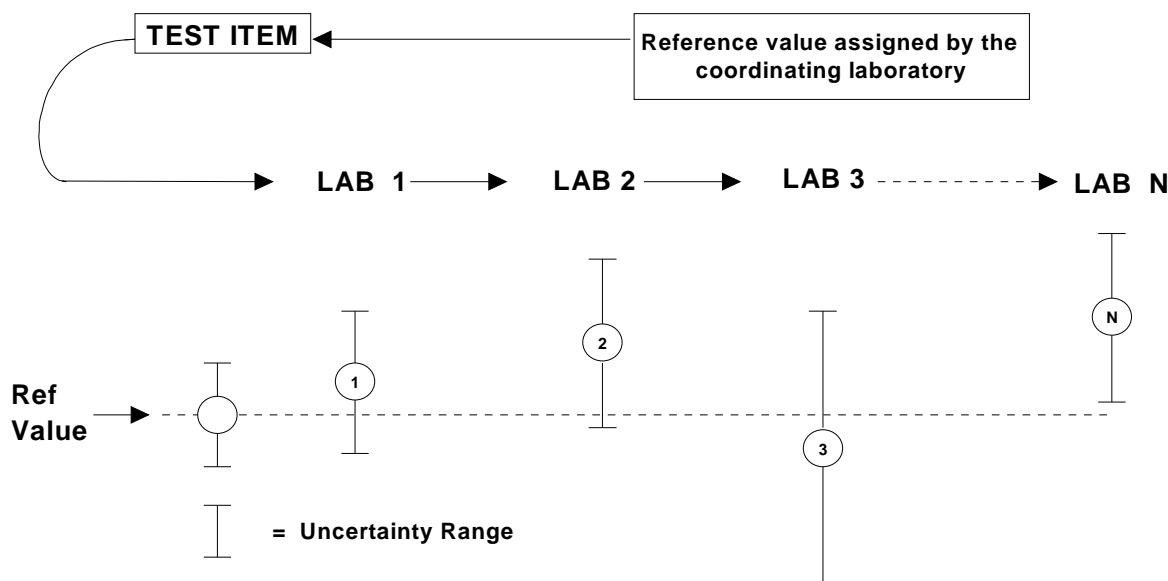 TEST ITEM
Reference value assigned by the
coordinating laboratory
LAB 1
LAB 2
LAB 3
LAB N
N
2
1
Ref
Value
3
= Uncertainty Range